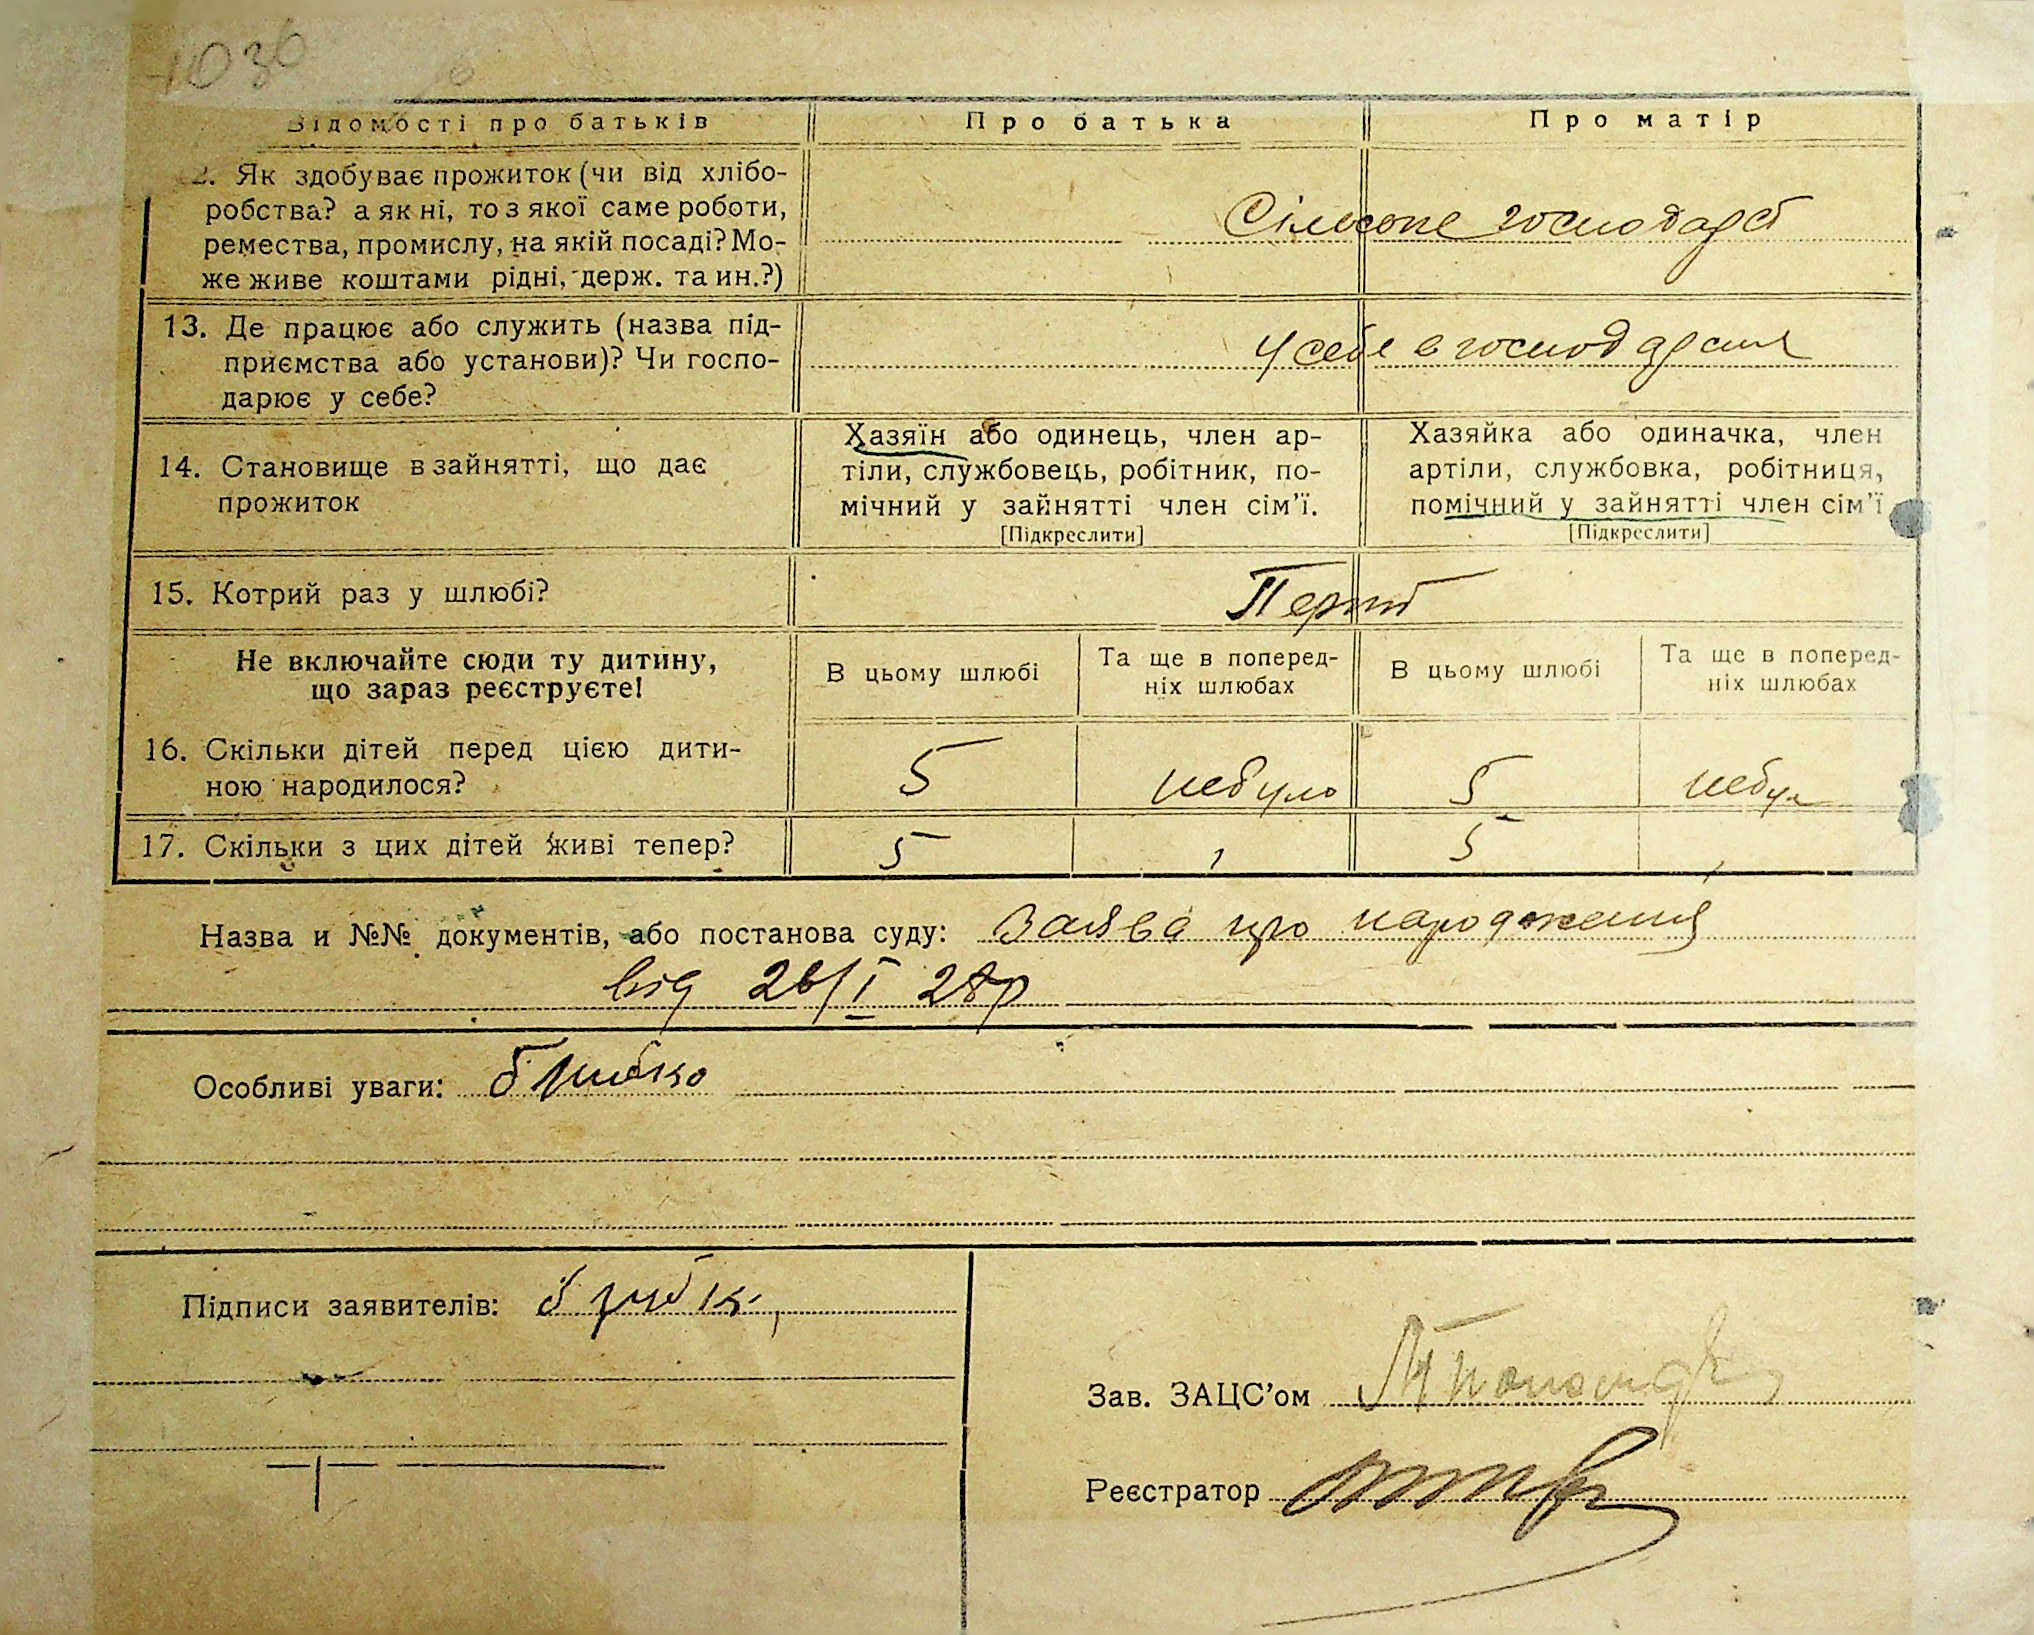 1030
Відомості про батьків
Про батька
Про матір
2. Як здобуває прожиток (чи від хлібо-
робства? а як ні, то з якої саме роботи,
ремества, промислу, на якій посаді? Мо-
же живе коштами рідні, держ. та ин.?)
Сільське господарст
13. Де працює або служить (назва під-
приємства або установи)? Чи госпо-
дарює у себе?
У себе в господарстві
14. Становище в зайнятті, що дає
прожиток
Хазяїн або одинець, член ар-
тіли, службовець, робітник, по-
мічний у зайнятті член сім'ї.
[Підкреслити]
Хазяйка або одиначка, член
артіли, службовка, робітниця,
помічний у зайнятті член сім'ї
[Підкреслити]
15. Котрий раз у шлюбі?
Перший
Не включайте сюди ту дитину,
що зараз реєструєте!
В цьому шлюбі
Та ще в поперед-
ніх шлюбах
В цьому шлюбі
Та ще в поперед-
ніх шлюбах
16. Скільки дітей перед цією дити-
ною народилося?
5
небуло
5
небул
17. Скільки з цих дітей живі тепер?
5
5
Назва и №№ документів, або постанова суду: Заява про народження
від 26/I 28р
Особливі уваги:
Підписи заявителів:
Зав. ЗАЦС'ом
Реєстратор